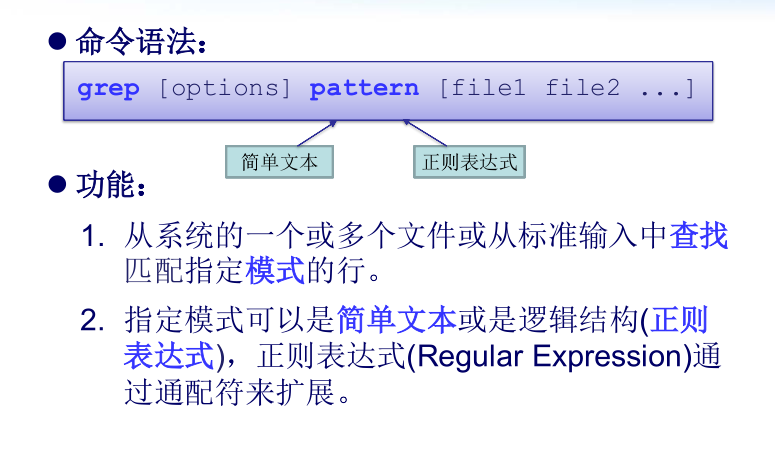 ● 命令语法:
grep [options] pattern [file1 file2 ...]
简单文本 正则表达式
● 功能:
1. 从系统的一个或多个文件或从标准输入中查找
匹配指定模式的行。
2. 指定模式可以是简单文本或是逻辑结构(正则
表达式)，正则表达式(Regular Expression)通
过通配符来扩展。